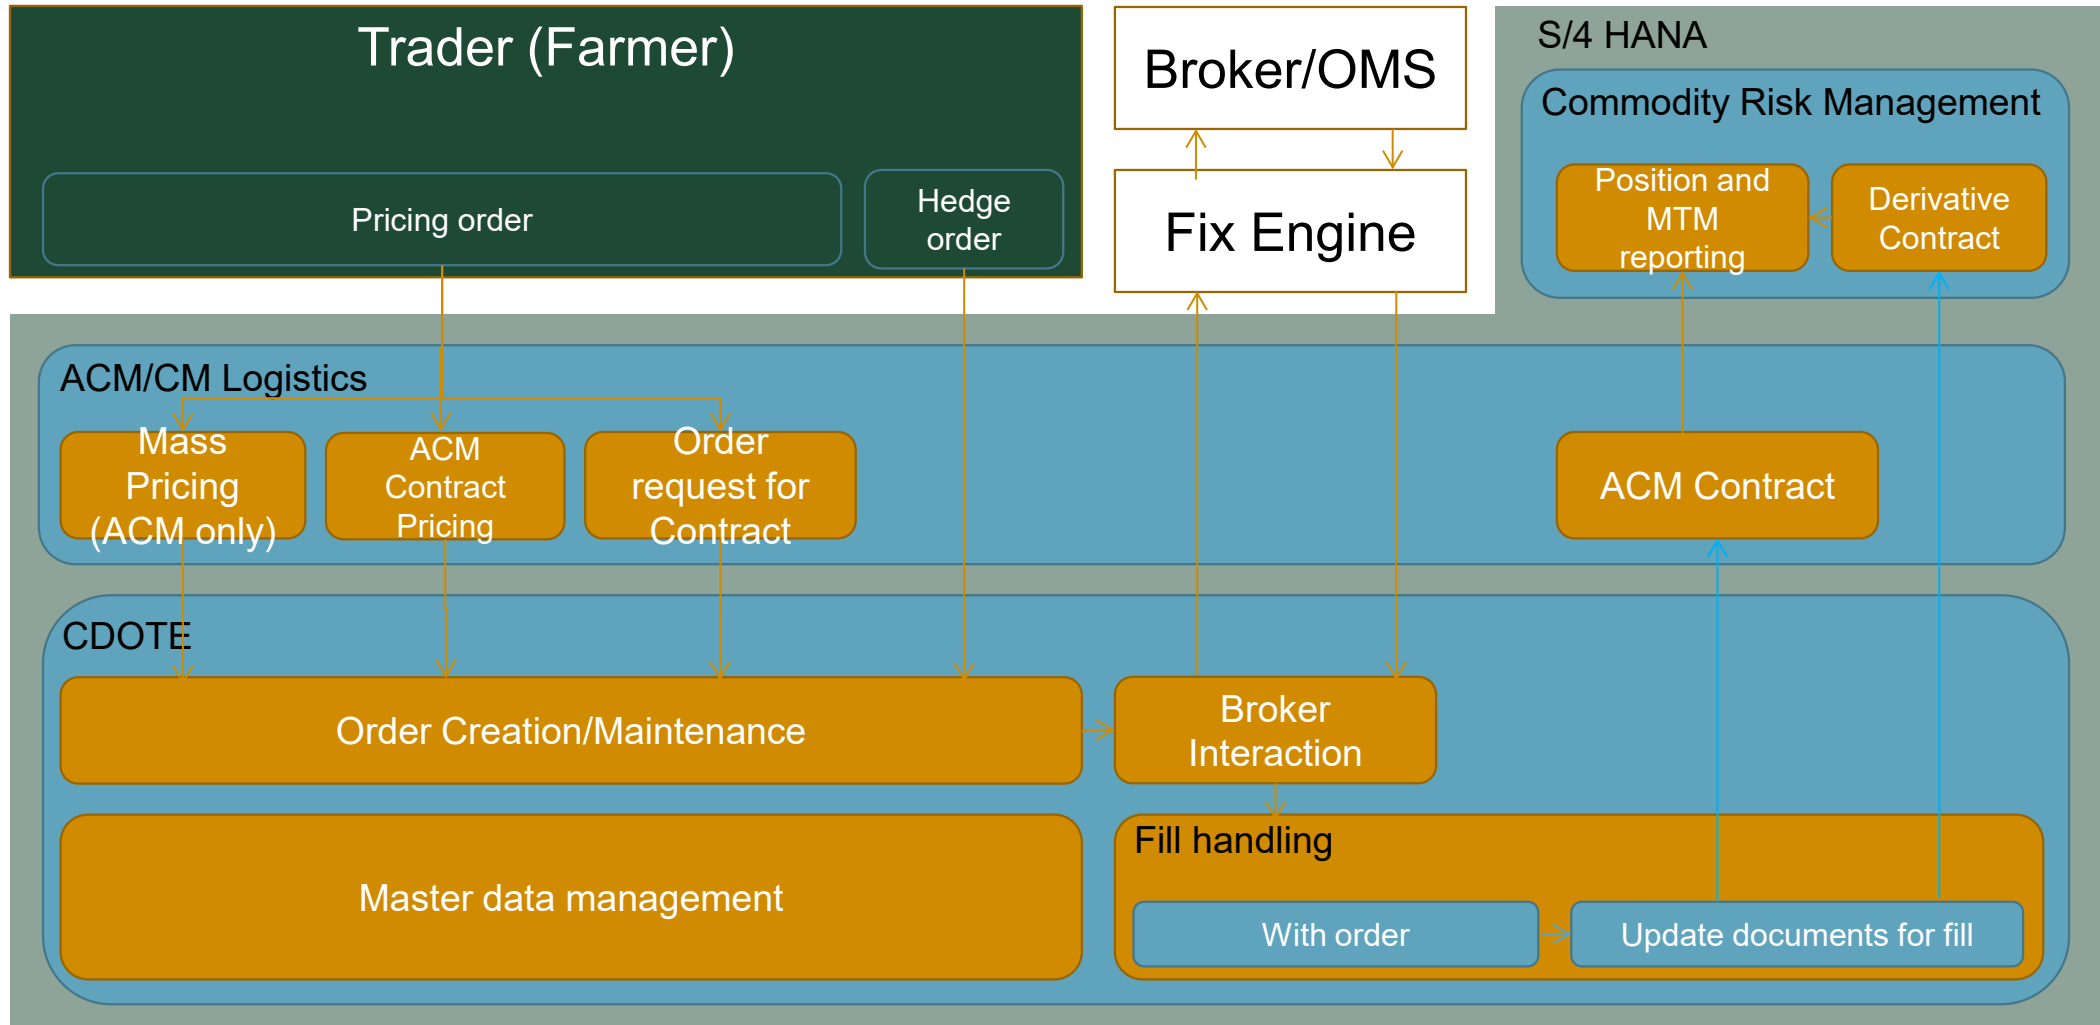 Trader (Farmer)
Pricing order
Hedge
order
Broker/OMS
Fix Engine
S/4 HANA
Commodity Risk Management
Position and
MTM
reporting
Derivative
Contract
ACM/CM Logistics
Mass
Pricing
(ACM only)
ACM
Contract
Pricing
Order
request for
Contract
ACM Contract
CDOTE
Order Creation/Maintenance
Broker
Interaction
Master data management
Fill handling
With order
Update documents for fill